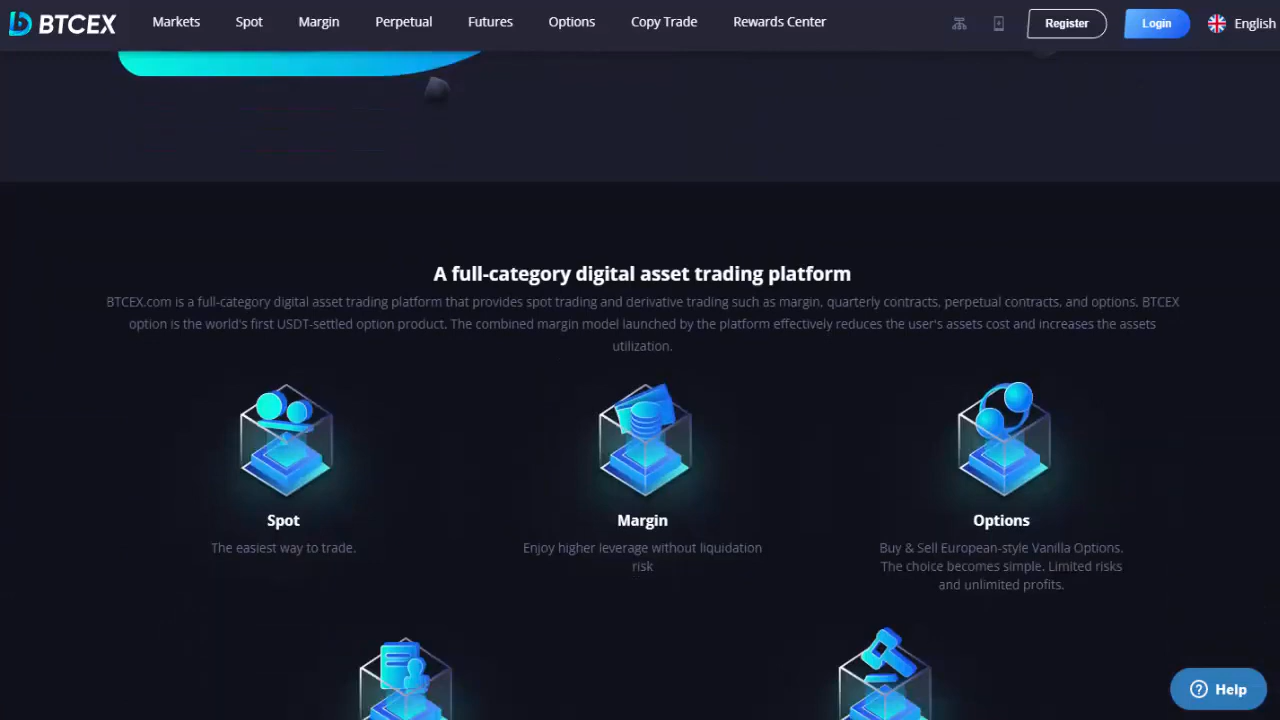 BTCEX
Markets Spot Margin Perpetual Futures Options Copy Trade Rewards Center Register Login English
A full-category digital asset trading platform
BTCEX.com is a full-category digital asset trading platform that provides spot trading and derivative trading such as margin, quarterly contracts, perpetual contracts, and options. BTCEX
option is the world's first USDT-settled option product. The combined margin model launched by the platform effectively reduces the user's assets cost and increases the assets
utilization.
Spot
The easiest way to trade.
Margin
Enjoy higher leverage without liquidation
risk
Options
Buy & Sell European-style Vanilla Options.
The choice becomes simple. Limited risks
and unlimited profits.
Help